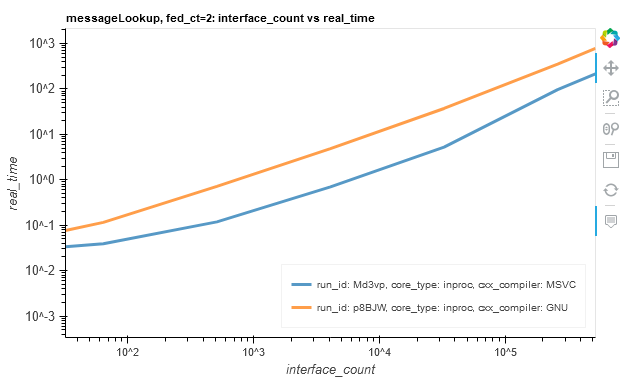 messageLookup, fed_ct=2: interface_count vs real_time
10^3
10^2
10^1
10^0
10^-1
10^-2
10^-3
real_time
run_id: Md3vp, core_type: inproc, cxx_compiler: MSVC
run_id: p8BJW, core_type: inproc, cxx_compiler: GNU
10^2
10^3
10^4
10^5
interface_count